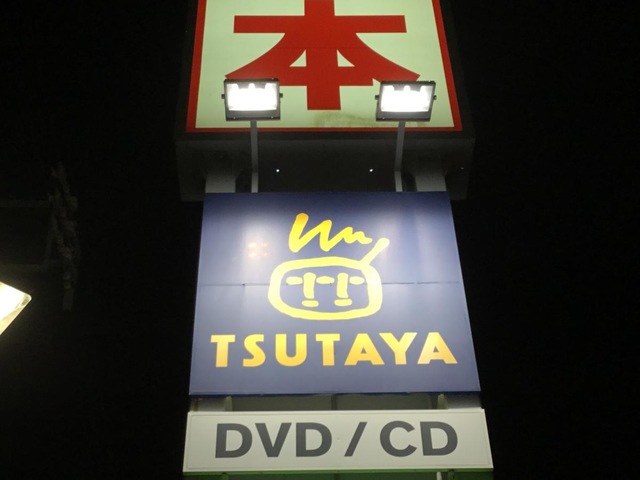 本
TSUTAYA
DVD / CD